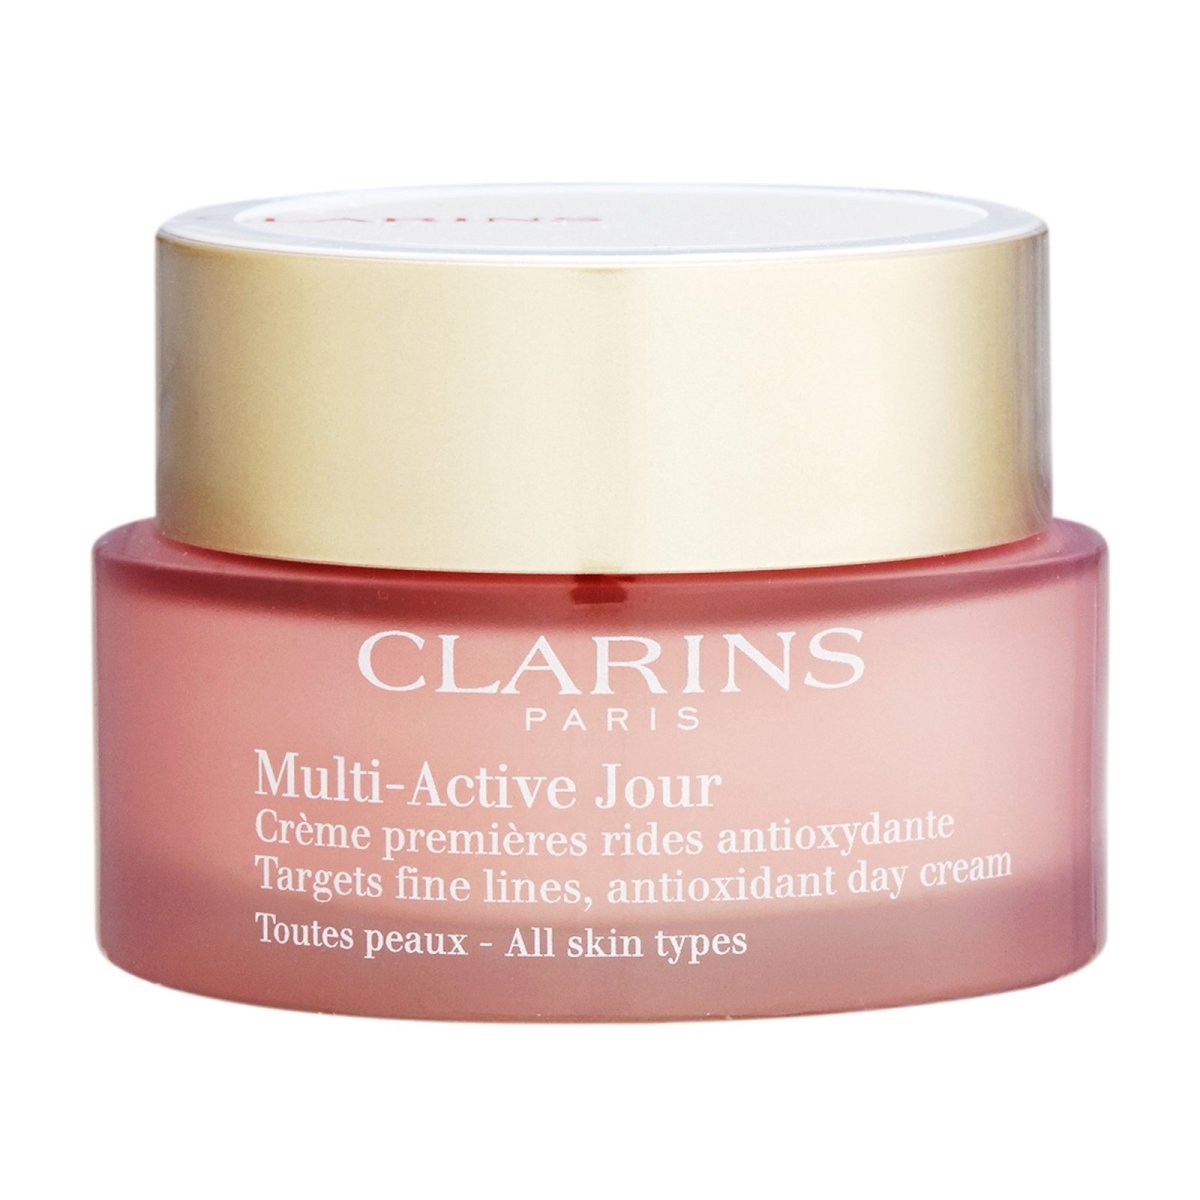 CLARINS
CLARINS
PARIS
Multi-Active Jour
Crème premières rides antioxydante
Targets fine lines, antioxidant day cream
Toutes peaux - All skin types